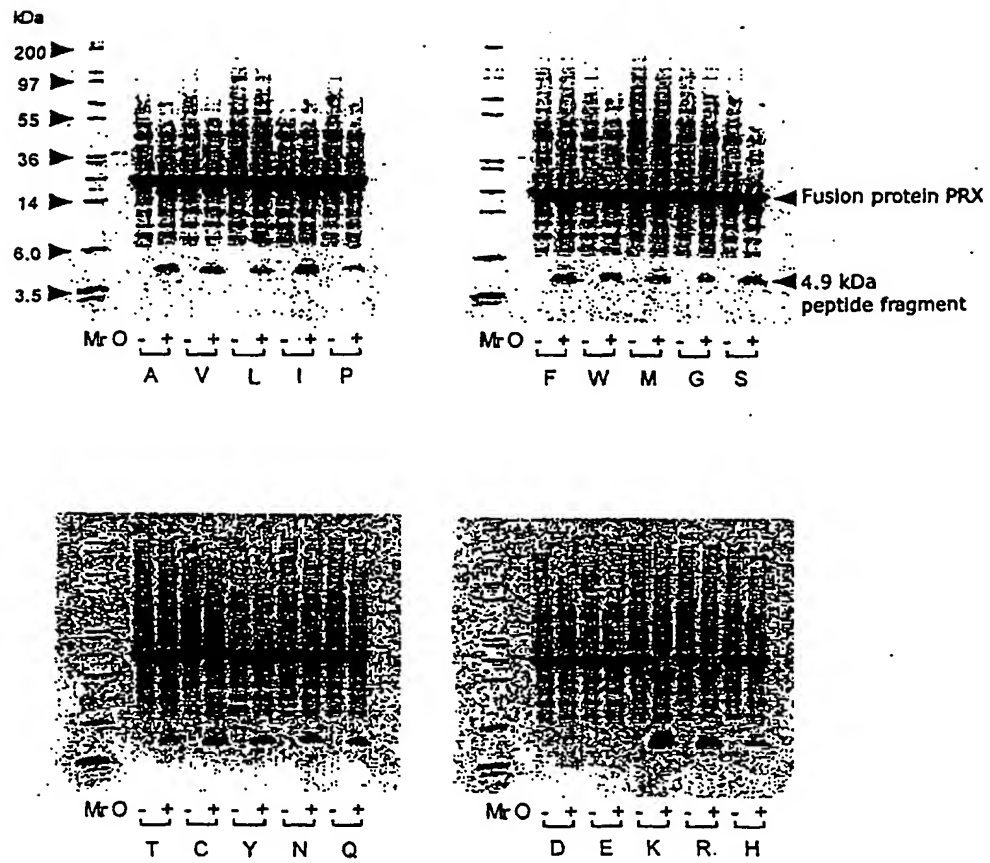 kDa
200
97
55
36
14
6.0
3.5
Mr O - + - + - + - + - +
A V L I P
Fusion protein PRX
4.9 kDa
peptide fragment
Mr O - + - + - + - + - +
F W M G S
Mr O - + - + - + - + - +
T C Y N Q
Mr O - + - + - + - + - +
D E K R. H